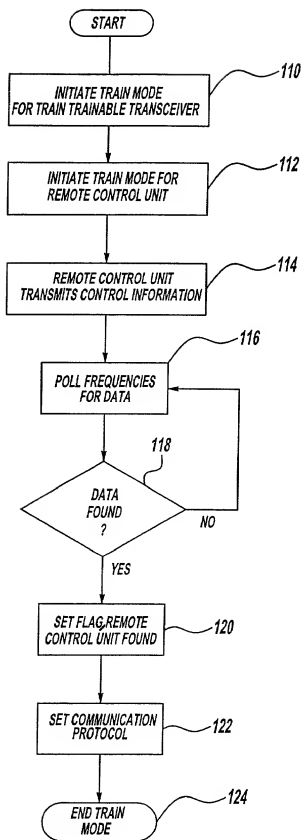 START
INITIATE TRAIN MODE
FOR TRAIN TRAINABLE TRANSCEIVER
110
INITIATE TRAIN MODE FOR
REMOTE CONTROL UNIT
112
REMOTE CONTROL UNIT
TRANSMITS CONTROL INFORMATION
114
POLL FREQUENCIES
FOR DATA
116
DATA
FOUND
?
118
NO
YES
SET FLAG, REMOTE
CONTROL UNIT FOUND
120
SET COMMUNICATION
PROTOCOL
122
END TRAIN
MODE
124